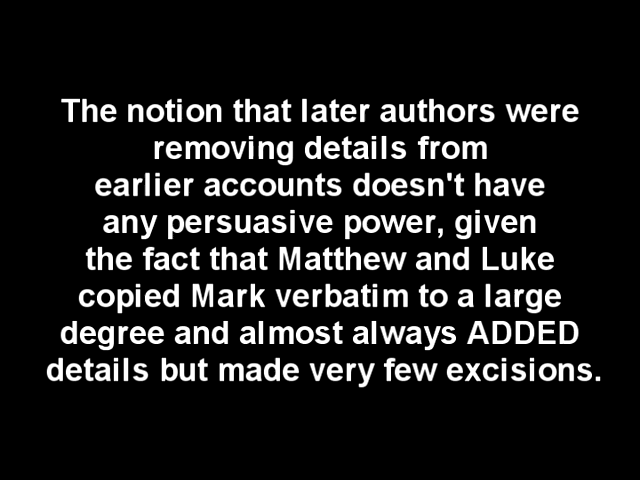 The notion that later authors were
removing details from
earlier accounts doesn't have
any persuasive power, given
the fact that Matthew and Luke
copied Mark verbatim to a large
degree and almost always ADDED
details but made very few excisions.